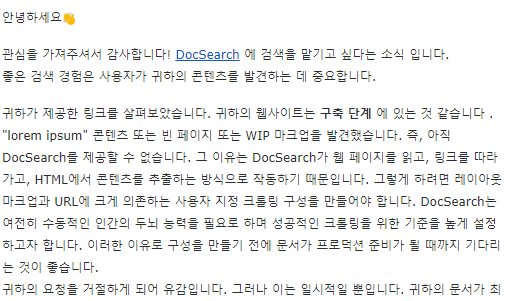 안녕하세요👋
관심을 가져주셔서 감사합니다! DocSearch 에 검색을 맡기고 싶다는 소식 입니다.
좋은 검색 경험은 사용자가 귀하의 콘텐츠를 발견하는 데 중요합니다.
귀하가 제공한 링크를 살펴보았습니다. 귀하의 웹사이트는 구축 단계 에 있는 것 같습니다 .
"lorem ipsum" 콘텐츠 또는 빈 페이지 또는 WIP 마크업을 발견했습니다. 즉, 아직
DocSearch를 제공할 수 없습니다. 그 이유는 DocSearch가 웹 페이지를 읽고, 링크를 따라
가고, HTML에서 콘텐츠를 추출하는 방식으로 작동하기 때문입니다. 그렇게 하려면 레이아웃
마크업과 URL에 크게 의존하는 사용자 지정 크롤링 구성을 만들어야 합니다. DocSearch는
여전히 수동적인 인간의 두뇌 능력을 필요로 하며 성공적인 크롤링을 위한 기준을 높게 설정
하고자 합니다. 이러한 이유로 구성을 만들기 전에 문서가 프로덕션 준비가 될 때까지 기다리
는 것이 좋습니다.
귀하의 요청을 거절하게 되어 유감입니다. 그러나 이는 일시적일 뿐입니다. 귀하의 문서가 최